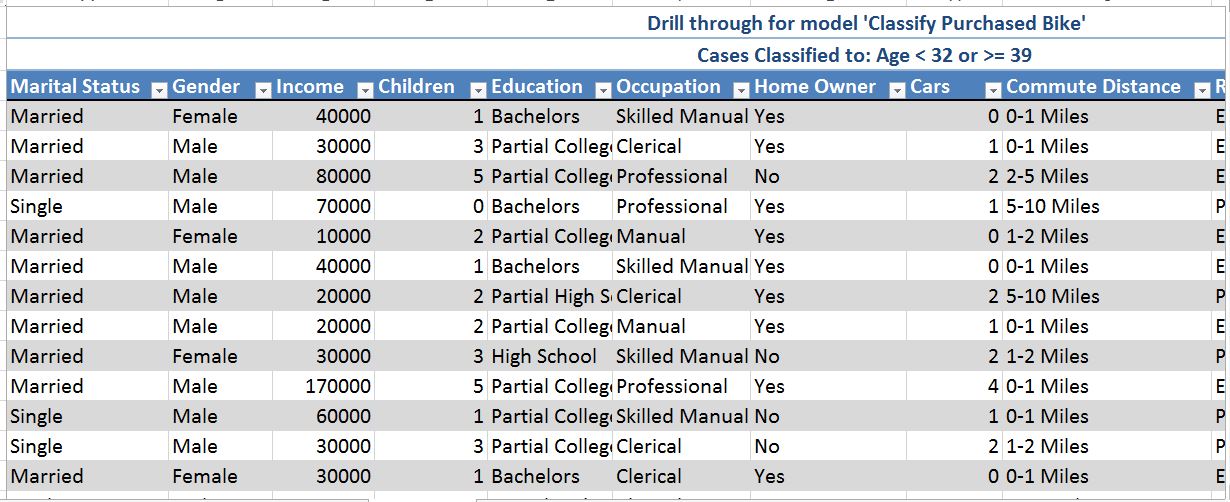 Drill through for model 'Classify Purchased Bike'
Cases Classified to: Age < 32 or >= 39
Marital Status Gender Income Children Education Occupation Home Owner Cars Commute Distance R
Married Female 40000 1 Bachelors Skilled Manual Yes 0 0-1 Miles E
Married Male 30000 3 Partial Colleg Clerical Yes 1 0-1 Miles E
Married Male 80000 5 Partial Colleg Professional No 2 2-5 Miles E
Single Male 70000 0 Bachelors Professional Yes 1 5-10 Miles P
Married Female 10000 2 Partial Colleg Manual Yes 0 1-2 Miles E
Married Male 40000 1 Bachelors Skilled Manual Yes 0 0-1 Miles E
Married Male 20000 2 Partial High S Clerical Yes 2 5-10 Miles P
Married Male 20000 2 Partial Colleg Manual Yes 1 0-1 Miles E
Married Female 30000 3 High School Skilled Manual No 2 1-2 Miles P
Married Male 170000 5 Partial Colleg Professional Yes 4 0-1 Miles E
Single Male 60000 1 Partial Colleg Skilled Manual No 1 0-1 Miles P
Single Male 30000 3 Partial Colleg Clerical No 2 1-2 Miles P
Married Female 30000 1 Bachelors Clerical Yes 0 0-1 Miles E